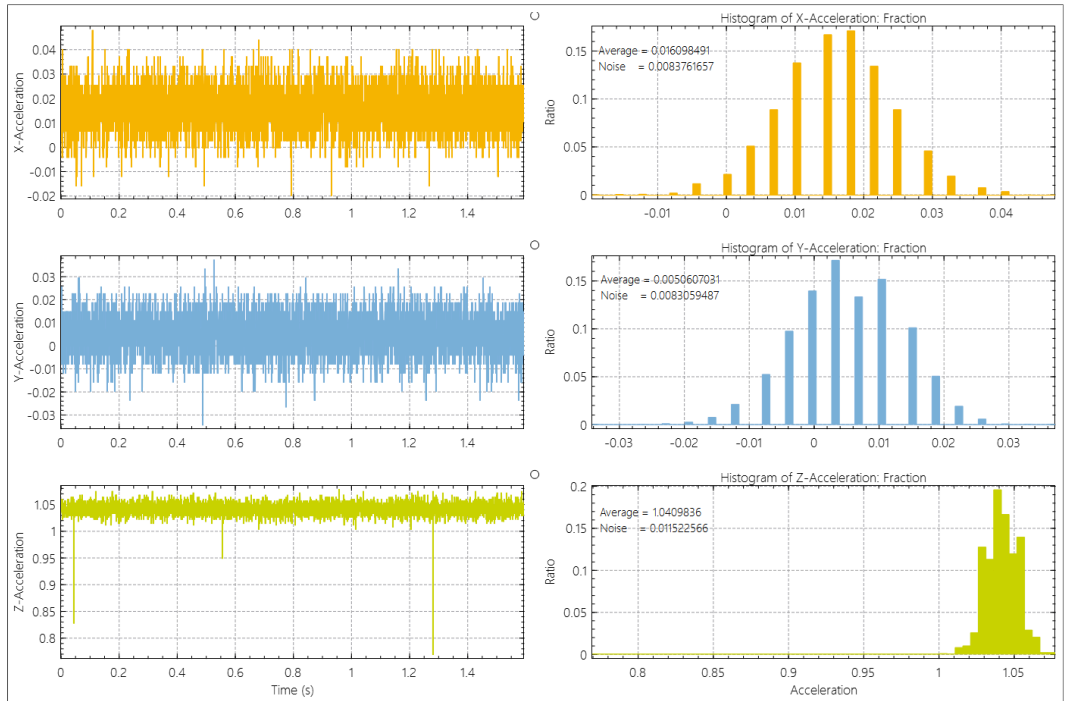 Histogram of X-Acceleration: Fraction
X-Acceleration
0.04
0.03
0.02
0.01
0
-0.01
-0.02
0 0.2 0.4 0.6 0.8 1 1.2 1.4
Ratio
0.15
0.1
0.05
0
Average = 0.016098491
Noise = 0.0083761657
-0.01 0 0.01 0.02 0.03 0.04
Histogram of Y-Acceleration: Fraction
Y-Acceleration
0.03
0.02
0.01
0
-0.01
-0.02
-0.03
0 0.2 0.4 0.6 0.8 1 1.2 1.4
Ratio
0.15
0.1
0.05
0
Average = 0.0050607031
Noise = 0.0083059487
-0.03 -0.02 -0.01 0 0.01 0.02 0.03
Histogram of Z-Acceleration: Fraction
Z-Acceleration
1.05
1
0.95
0.9
0.85
0.8
0 0.2 0.4 0.6 0.8 1 1.2 1.4
Time (s)
Ratio
0.2
0.15
0.1
0.05
0
Average = 1.0409836
Noise = 0.011522566
0.8 0.85 0.9 0.95 1 1.05
Acceleration